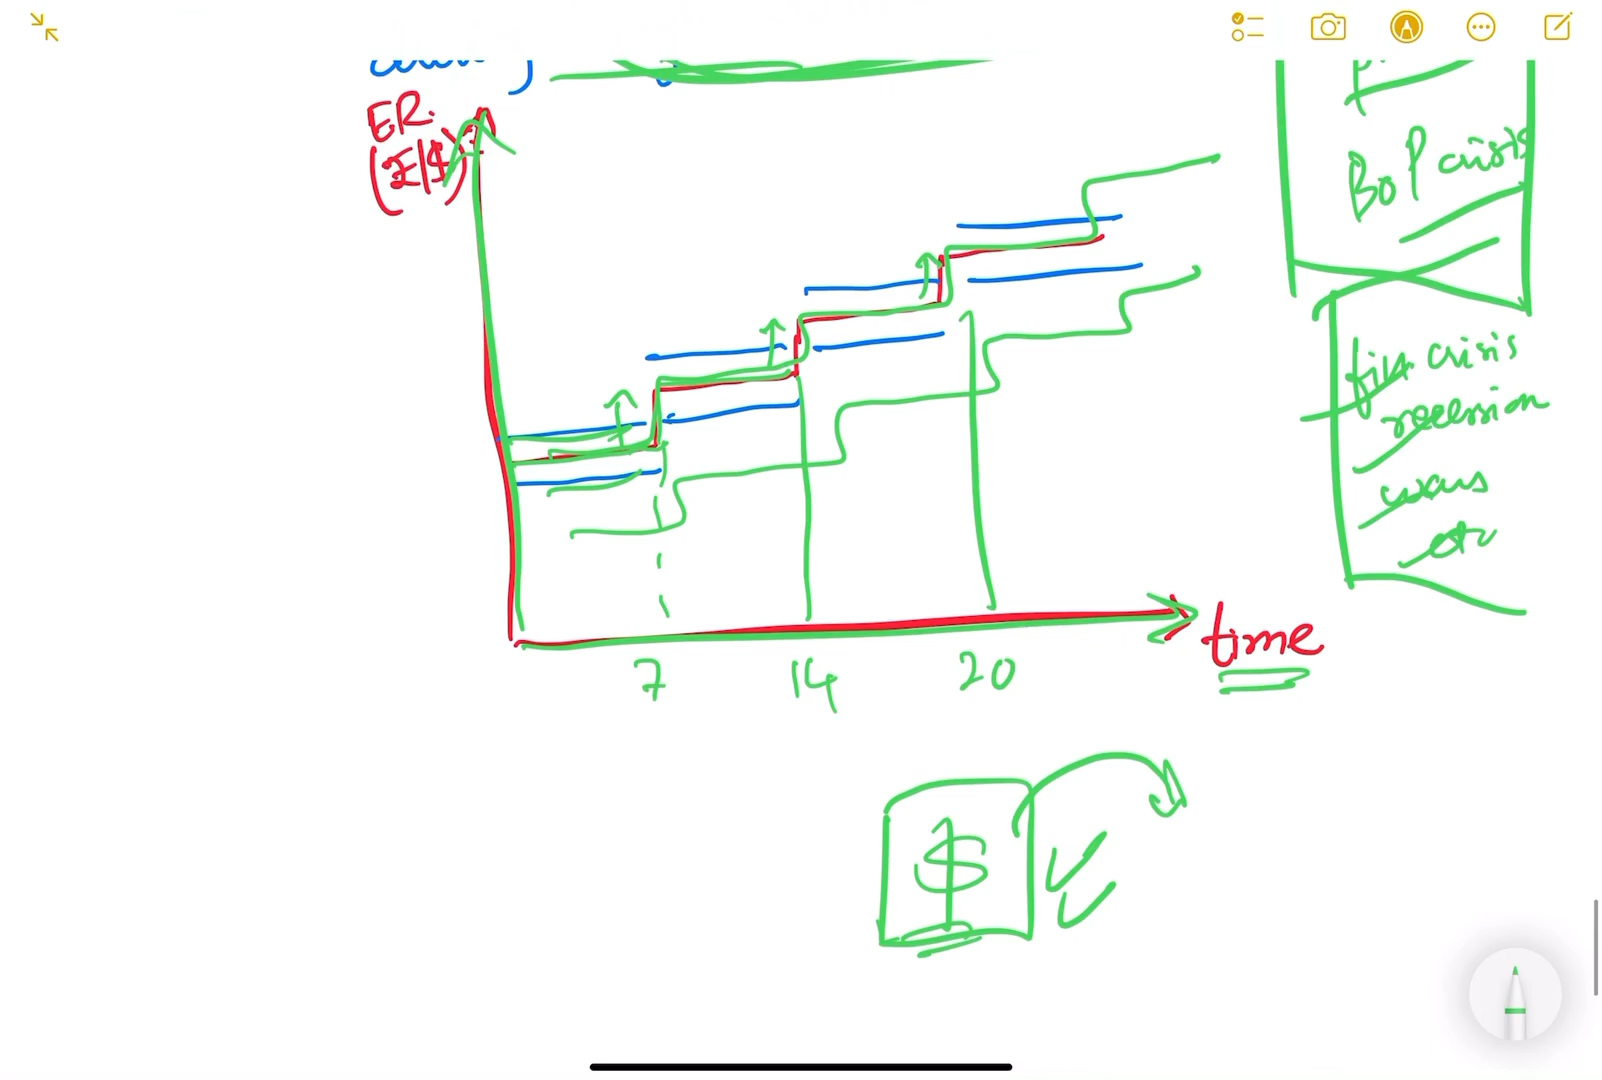 ER.
(₹/$)
BoP crisis
fin crisis
recession
wars
etc
time
7 14 20
$